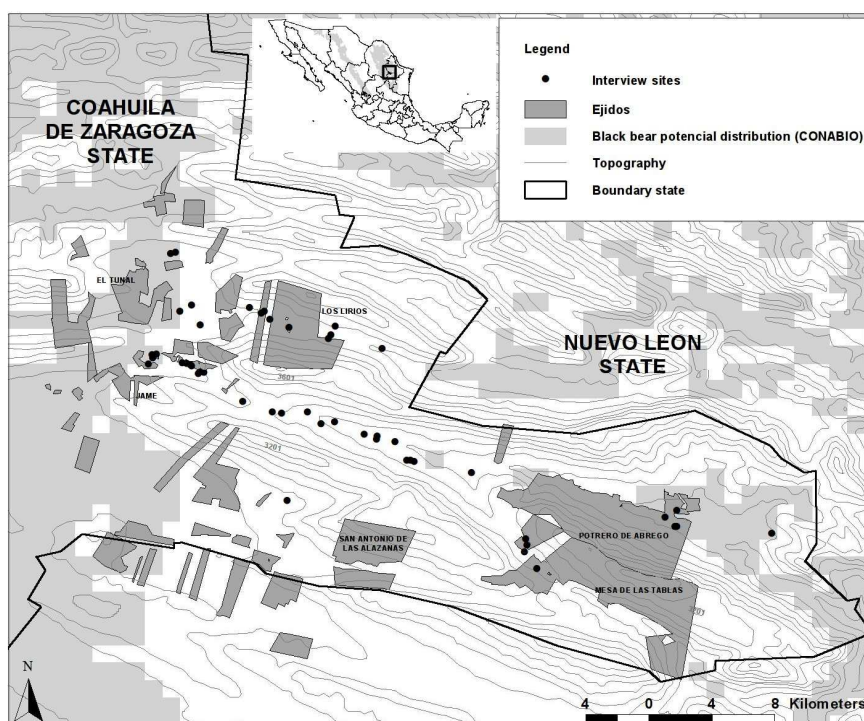 Legend
Interview sites
Ejidos
Black bear potencial distribution (CONABIO)
Topography
Boundary state
COAHUILA
DE ZARAGOZA
STATE
EL TUNAL
LOS LIRIOS
NUEVO LEON
STATE
3601
JAME
3201
SAN ANTONIO DE
LAS ALAZANAS
POTRERO DE ABREGO
MESA DE LAS TABLAS
3201
N
4 0 4 8 Kilometers